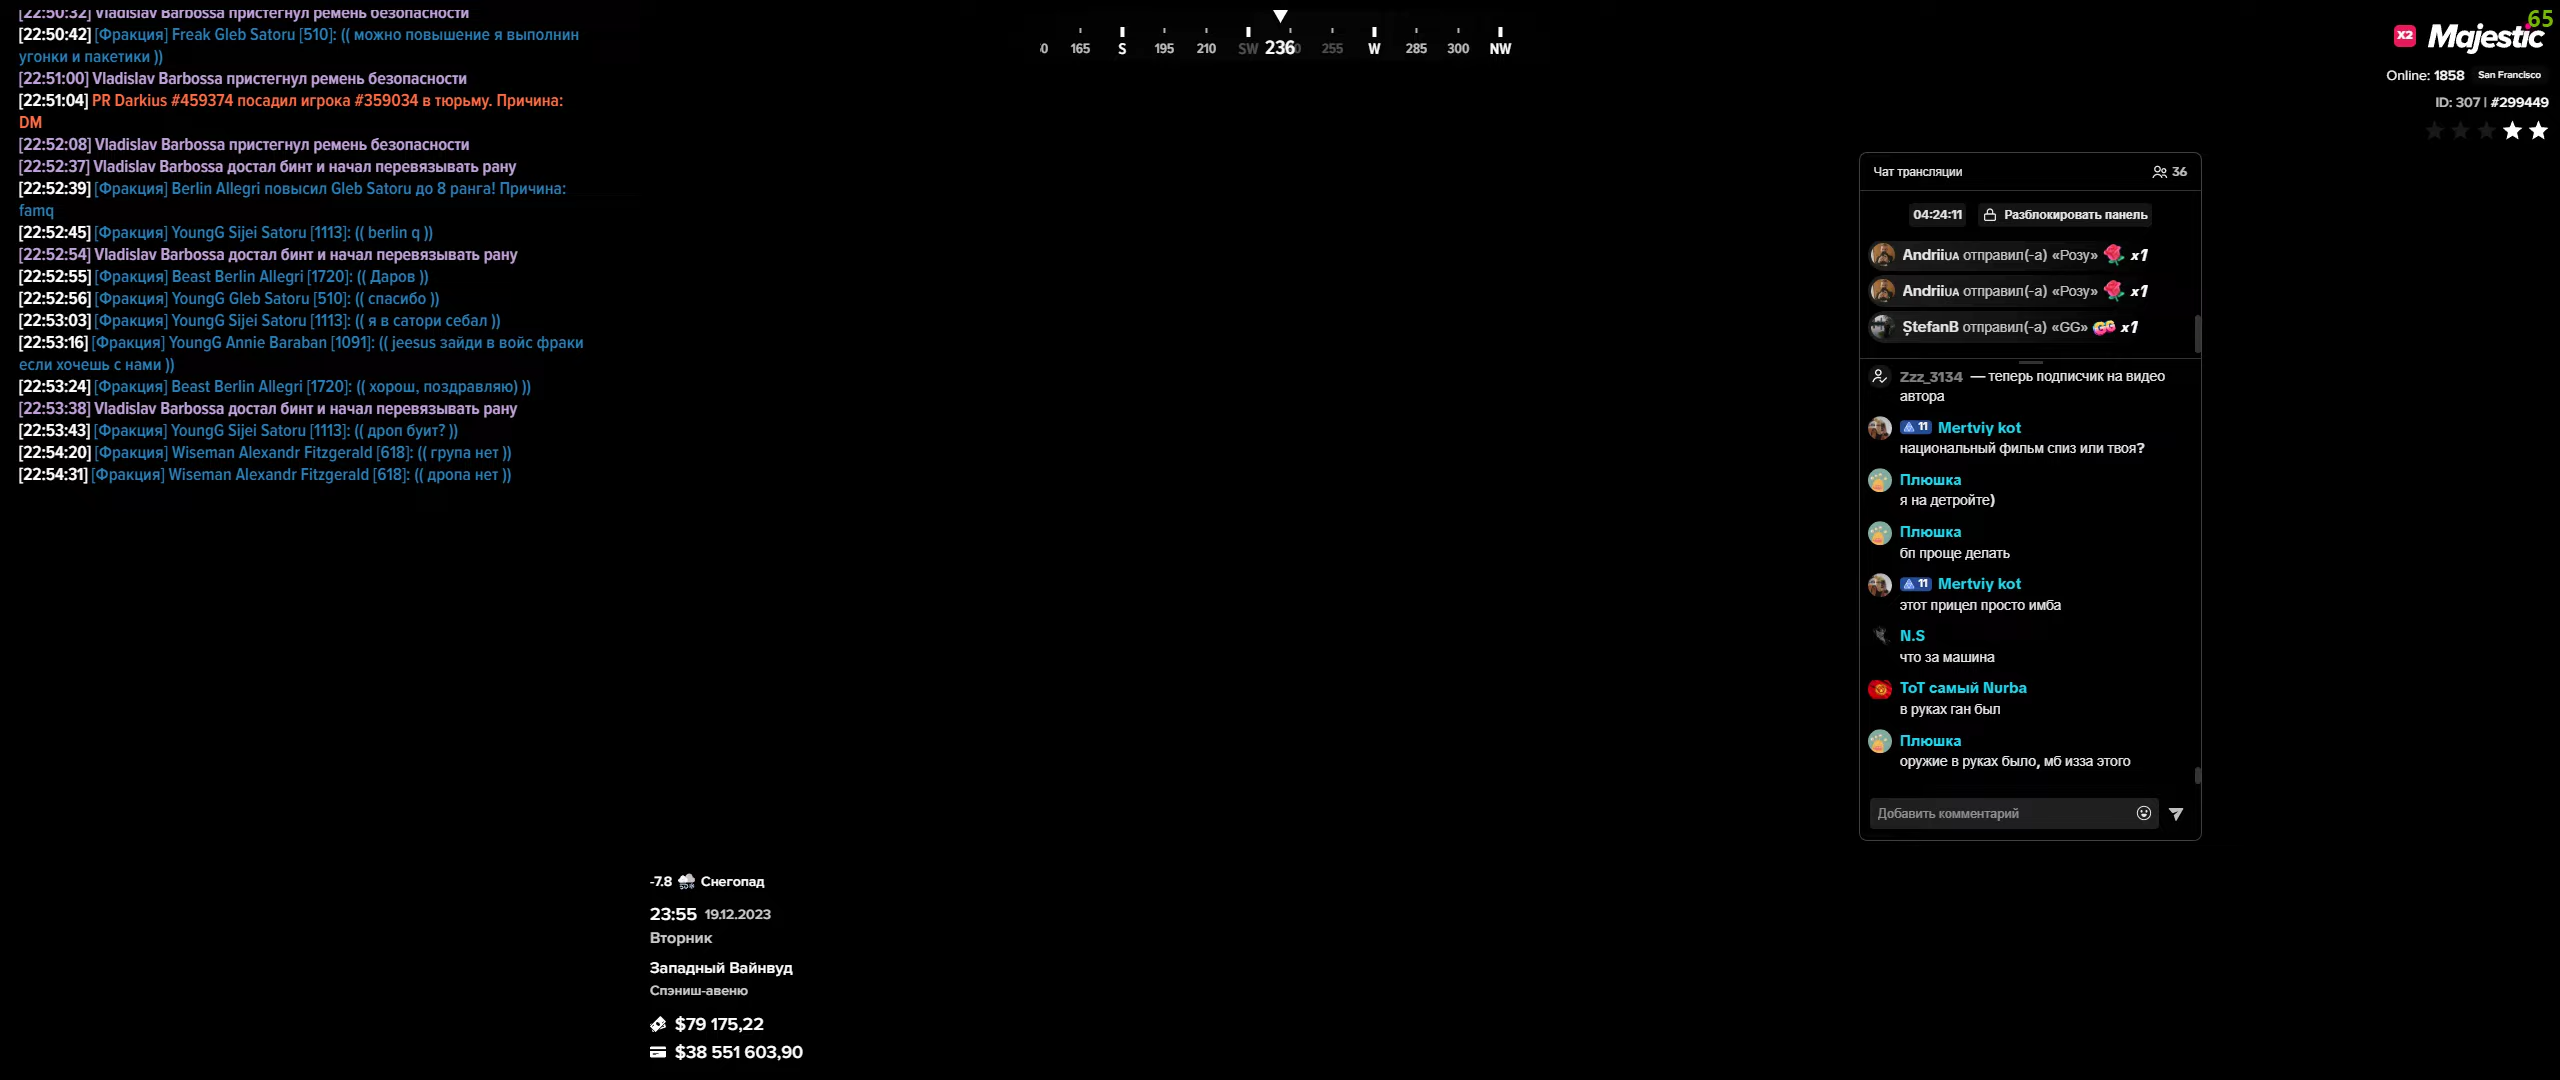 [22:50:32] Vladislav Barbossa пристегнул ремень безопасности
[22:50:42] [Фракция] Freak Gleb Satoru [510]: (( можно повышение я выполнин
угонки и пакетики ))
[22:51:00] Vladislav Barbossa пристегнул ремень безопасности
[22:51:04] PR Darkius #459374 посадил игрока #359034 в тюрьму. Причина:
DM
[22:52:08] Vladislav Barbossa пристегнул ремень безопасности
[22:52:37] Vladislav Barbossa достал бинт и начал перевязывать рану
[22:52:39] [Фракция] Berlin Allegri повысил Gleb Satoru до 8 ранга! Причина:
famq
[22:52:45] [Фракция] YoungG Sijei Satoru [1113]: (( berlin q ))
[22:52:54] Vladislav Barbossa достал бинт и начал перевязывать рану
[22:52:55] [Фракция] Beast Berlin Allegri [1720]: (( Даров ))
[22:52:56] [Фракция] YoungG Gleb Satoru [510]: (( спасибо ))
[22:53:03] [Фракция] YoungG Sijei Satoru [1113]: (( я в сатори себал ))
[22:53:16] [Фракция] YoungG Annie Baraban [1091]: (( jeesus зайди в войс фраки
если хочешь с нами ))
[22:53:24] [Фракция] Beast Berlin Allegri [1720]: (( хорош, поздравляю) ))
[22:53:38] Vladislav Barbossa достал бинт и начал перевязывать рану
[22:53:43] [Фракция] YoungG Sijei Satoru [1113]: (( дроп буит? ))
[22:54:20] [Фракция] Wiseman Alexandr Fitzgerald [618]: (( група нет ))
[22:54:31] [Фракция] Wiseman Alexandr Fitzgerald [618]: (( дропа нет ))
165 S 195 210 SW 236 255 W 285 300 NW
65
X2 Majestic
Online: 1858 San Francisco
ID: 307 | #299449
Чат трансляции 36
04:24:11 Разблокировать панель
AndriiUA отправил(-а) «Розу» x1
AndriiUA отправил(-а) «Розу» x1
ȘtefanB отправил(-а) «GG» x1
Zzz_3134 — теперь подписчик на видео
автора
11 Mertviy kot
национальный фильм спиз или твоя?
Плюшка
я на детройте)
Плюшка
бп проще делать
11 Mertviy kot
этот прицел просто имба
N.S
что за машина
ТоТ самый Nurba
в руках ган был
Плюшка
оружие в руках было, мб изза этого
Добавить комментарий
-7.8 Снегопад
23:55 19.12.2023
Вторник
Западный Вайнвуд
Спэниш-авеню
$79 175,22
$38 551 603,90